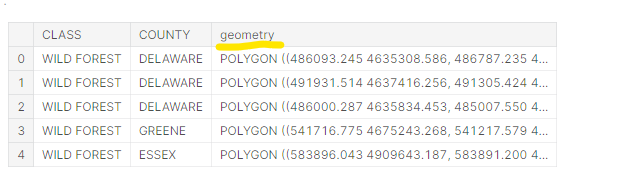 CLASS COUNTY geometry
0 WILD FOREST DELAWARE POLYGON ((486093.245 4635308.586, 486787.235 4...
1 WILD FOREST DELAWARE POLYGON ((491931.514 4637416.256, 491305.424 4...
2 WILD FOREST DELAWARE POLYGON ((486000.287 4635834.453, 485007.550 4...
3 WILD FOREST GREENE POLYGON ((541716.775 4675243.268, 541217.579 4...
4 WILD FOREST ESSEX POLYGON ((583896.043 4909643.187, 583891.200 4...